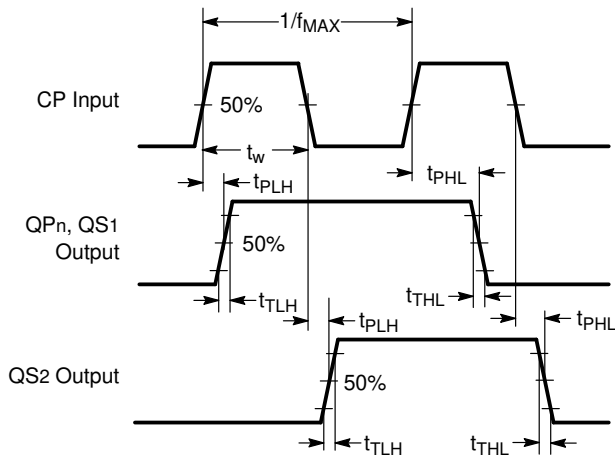 1/fMAX
CP Input
50%
tw
tPLH
tPHL
QPn, QS1
Output
50%
tTLH
tTHL
tPLH
tPHL
QS2 Output
50%
tTLH
tTHL